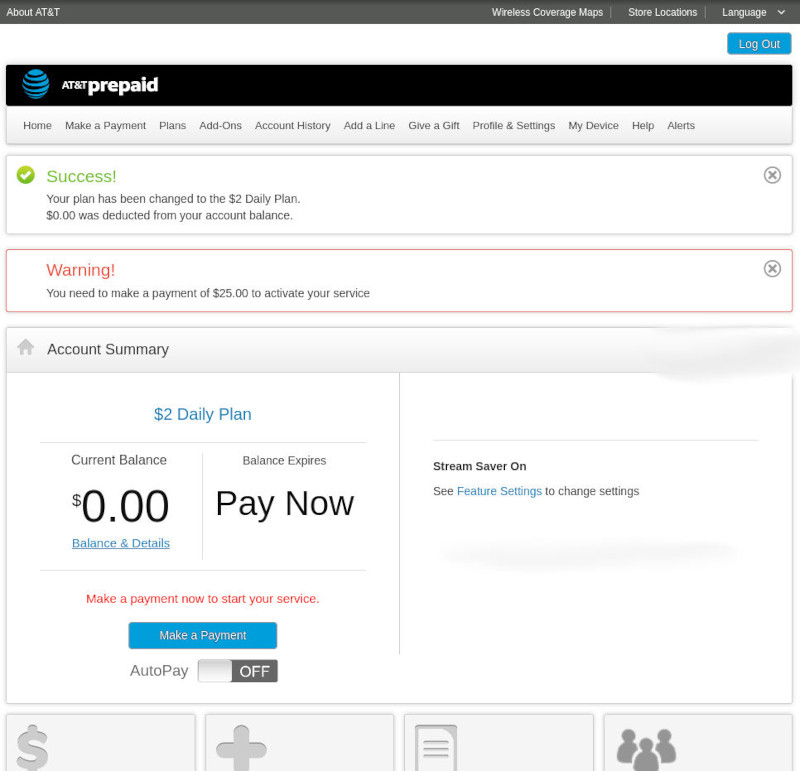 About AT&T
Wireless Coverage Maps
Store Locations
Language
Log Out
AT&T prepaid
Home Make a Payment Plans Add-Ons Account History Add a Line Give a Gift Profile & Settings My Device Help Alerts
Success!
Your plan has been changed to the $2 Daily Plan.
$0.00 was deducted from your account balance.
Warning!
You need to make a payment of $25.00 to activate your service
Account Summary
$2 Daily Plan
Current Balance
$0.00
Balance & Details
Balance Expires
Pay Now
Make a payment now to start your service.
Make a Payment
AutoPay OFF
Stream Saver On
See Feature Settings to change settings